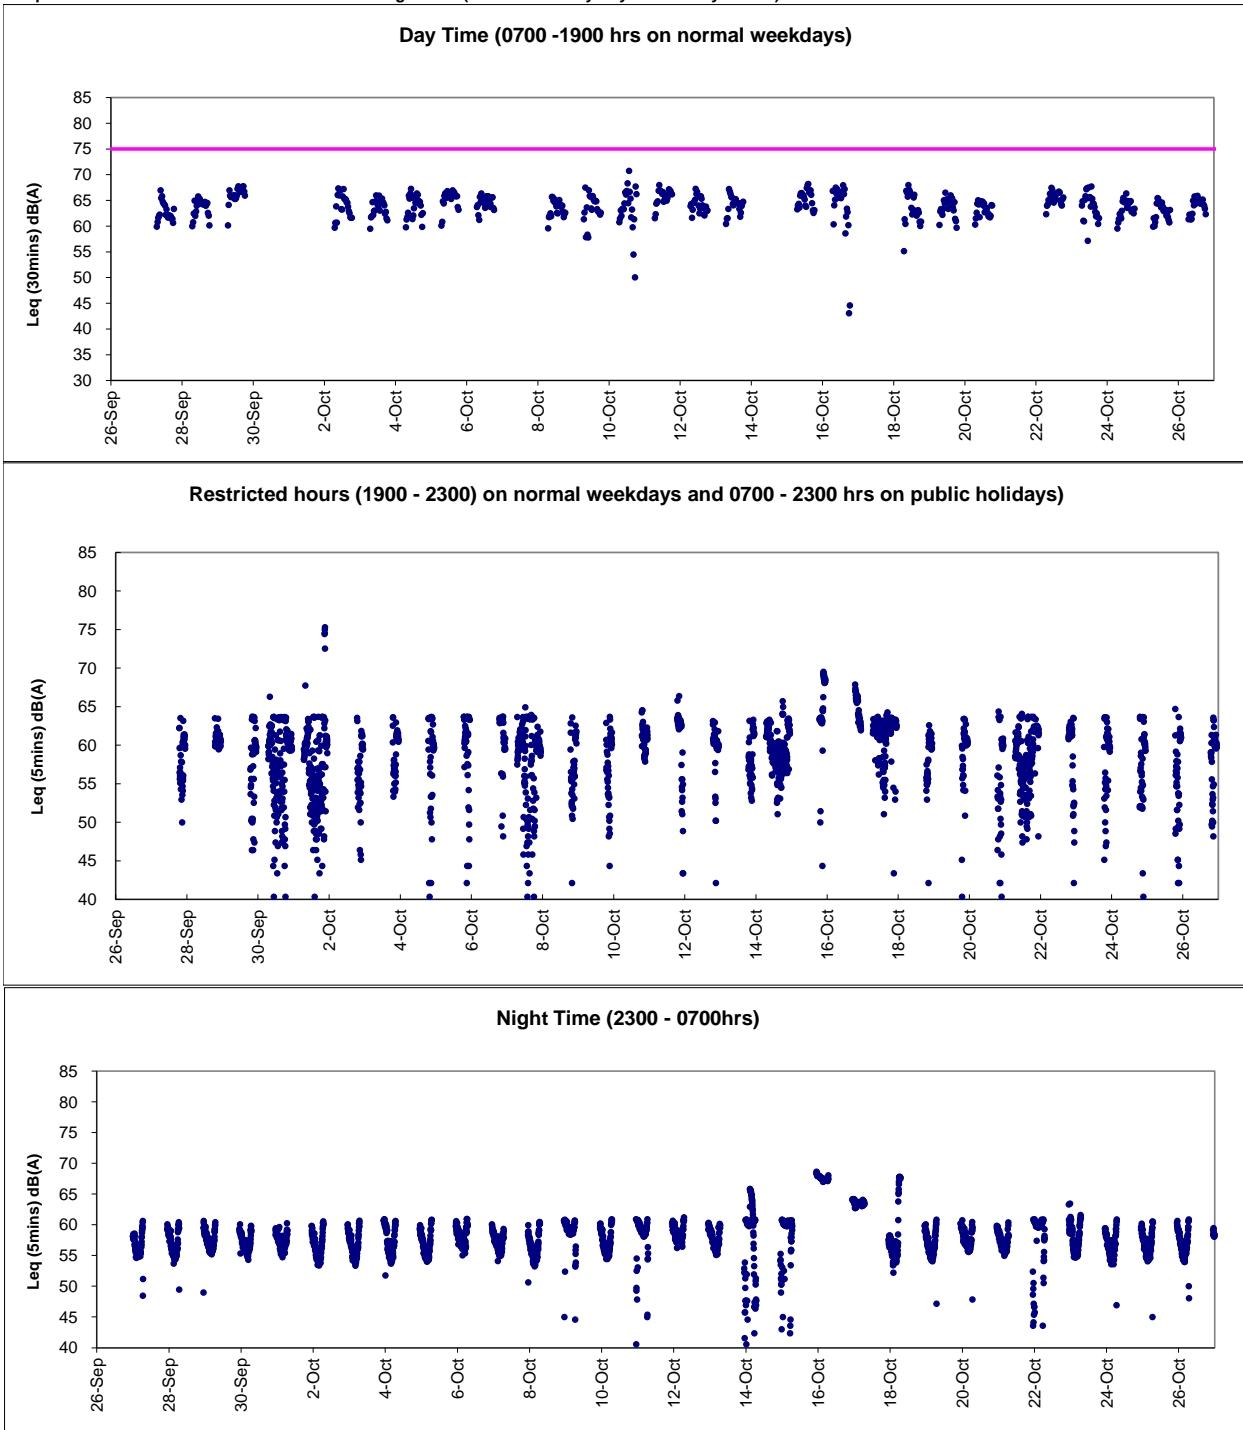 Day Time (0700 -1900 hrs on normal weekdays)
Leq (30mins) dB(A)
85
80
75
70
65
60
55
50
45
40
35
30
26-Sep
28-Sep
30-Sep
2-Oct
4-Oct
6-Oct
8-Oct
10-Oct
12-Oct
14-Oct
16-Oct
18-Oct
20-Oct
22-Oct
24-Oct
26-Oct
Restricted hours (1900 - 2300) on normal weekdays and 0700 - 2300 hrs on public holidays)
Leq (5mins) dB(A)
85
80
75
70
65
60
55
50
45
40
26-Sep
28-Sep
30-Sep
2-Oct
4-Oct
6-Oct
8-Oct
10-Oct
12-Oct
14-Oct
16-Oct
18-Oct
20-Oct
22-Oct
24-Oct
26-Oct
Night Time (2300 - 0700hrs)
Leq (5mins) dB(A)
85
80
75
70
65
60
55
50
45
40
26-Sep
28-Sep
30-Sep
2-Oct
4-Oct
6-Oct
8-Oct
10-Oct
12-Oct
14-Oct
16-Oct
18-Oct
20-Oct
22-Oct
24-Oct
26-Oct